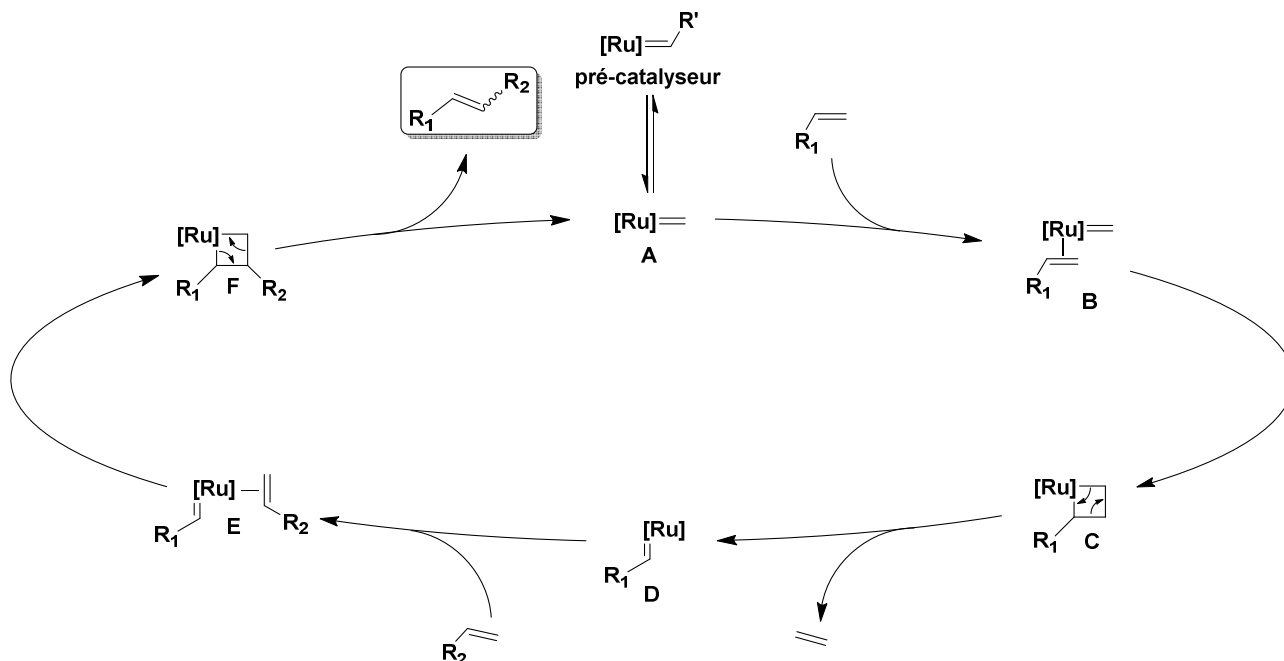 [Ru]
R'
pré-catalyseur
R1
R2
R1
[Ru]
A
[Ru]
R1
B
[Ru]
R1
F
R2
[Ru]
R1
C
[Ru]
R1
E
R2
[Ru]
R1
D
R2